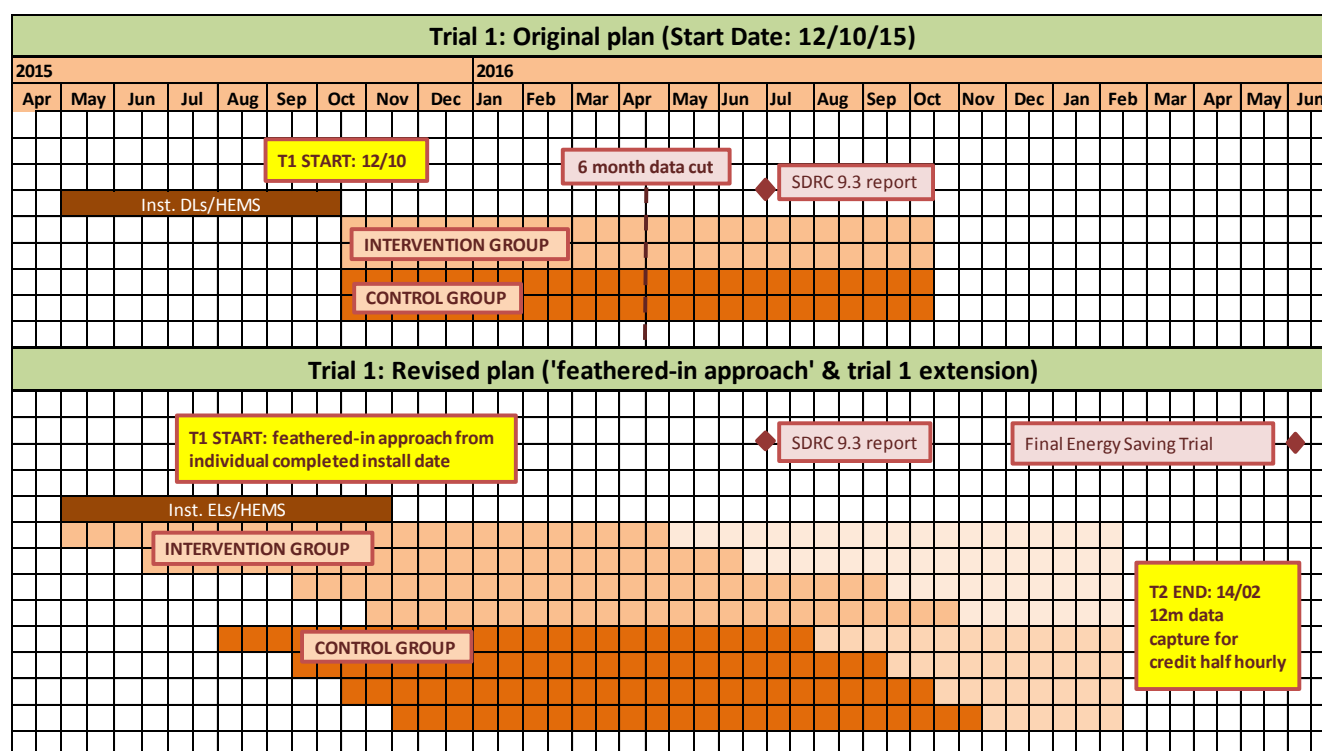 Trial 1: Original plan (Start Date: 12/10/15)
2015 2016
Apr May Jun Jul Aug Sep Oct Nov Dec Jan Feb Mar Apr May Jun Jul Aug Sep Oct Nov Dec Jan Feb Mar Apr May Jun
T1 START: 12/10
6 month data cut
SDRC 9.3 report
Inst. DLs/HEMS
INTERVENTION GROUP
CONTROL GROUP
Trial 1: Revised plan ('feathered-in approach' & trial 1 extension)
T1 START: feathered-in approach from
individual completed install date
SDRC 9.3 report
Final Energy Saving Trial
Inst. ELs/HEMS
INTERVENTION GROUP
T2 END: 14/02
12m data
capture for
credit half hourly
CONTROL GROUP